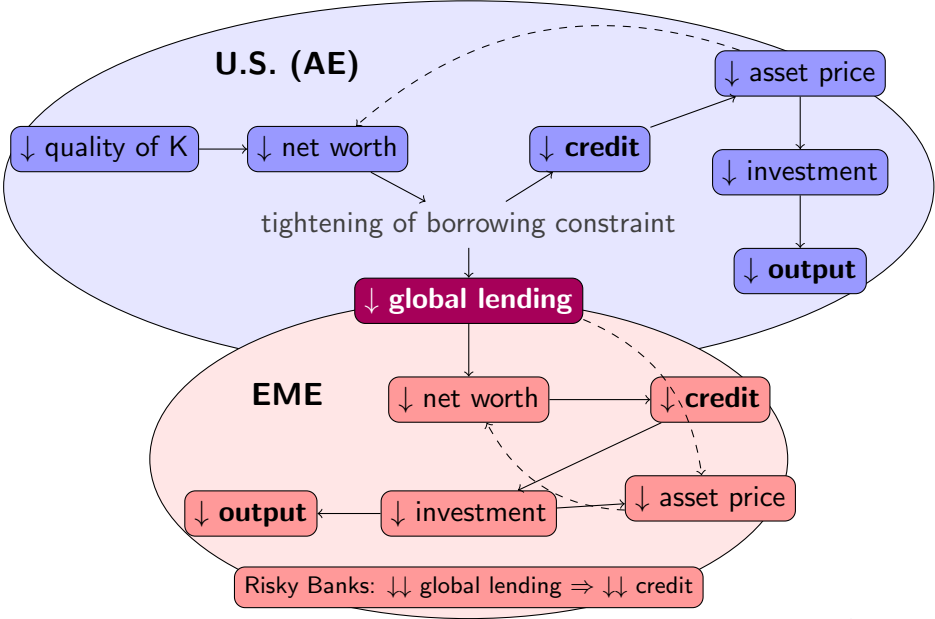 U.S. (AE)
↓ asset price
↓ quality of K
↓ net worth
↓ credit
↓ investment
tightening of borrowing constraint
↓ output
↓ global lending
EME
↓ net worth
↓ credit
↓ output
↓ investment
↓ asset price
Risky Banks: ↓↓ global lending ⇒ ↓↓ credit